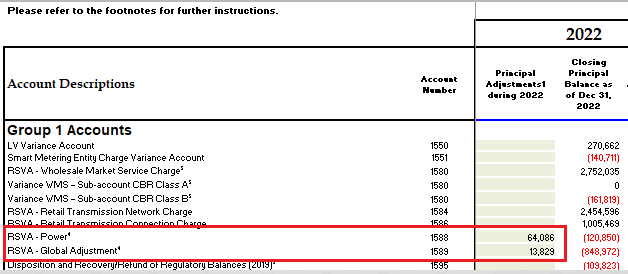 Please refer to the footnotes for further instructions.
2022
Account Descriptions Account Number Principal Adjustments1 during 2022 Closing Principal Balance as of Dec 31, 2022
Group 1 Accounts
LV Variance Account 1550 270,662
Smart Metering Entity Charge Variance Account 1551 (140,711)
RSVA - Wholesale Market Service Charge⁵ 1580 2,752,035
Variance WMS – Sub-account CBR Class A⁵ 1580 0
Variance WMS – Sub-account CBR Class B⁵ 1580 (161,819)
RSVA - Retail Transmission Network Charge 1584 2,454,596
RSVA - Retail Transmission Connection Charge 1586 1,005,469
RSVA - Power⁴ 1588 64,086 (120,850)
RSVA - Global Adjustment⁴ 1589 13,829 (848,972)
Disposition and Recovery/Refund of Regulatory Balances (2019)³ 1595 (109,823)